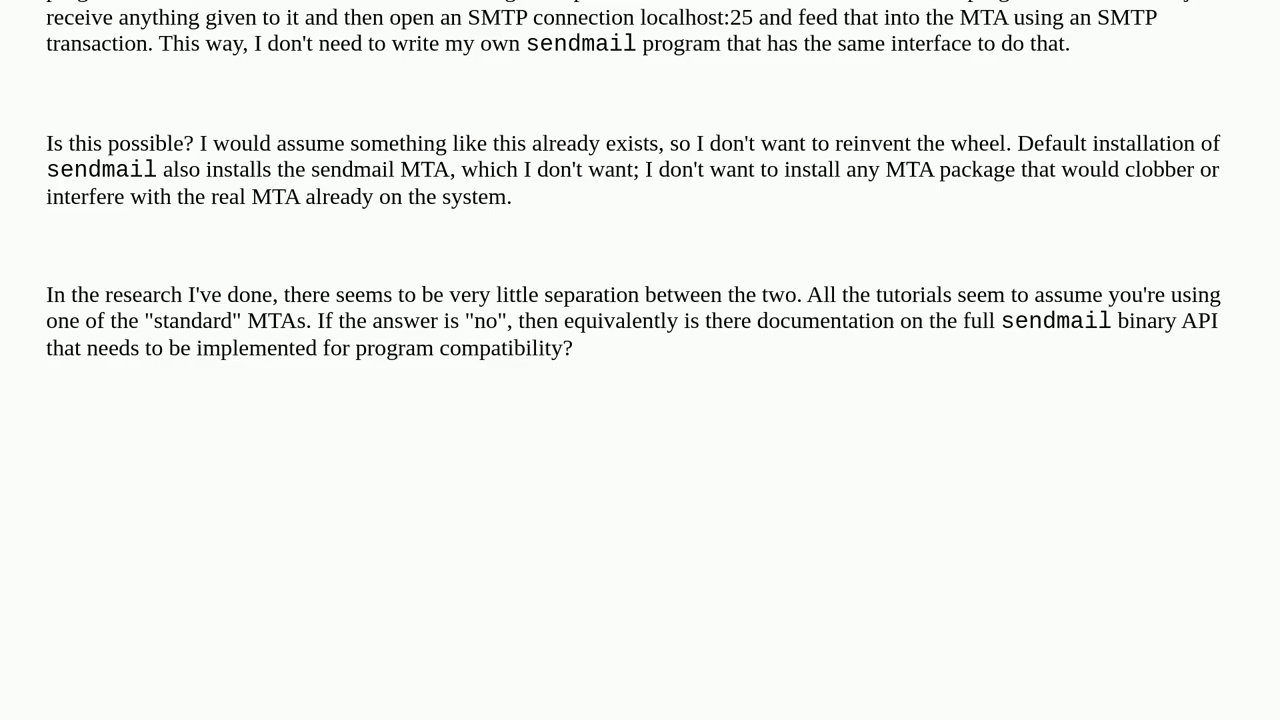 receive anything given to it and then open an SMTP connection localhost:25 and feed that into the MTA using an SMTP
transaction. This way, I don't need to write my own sendmail program that has the same interface to do that.
Is this possible? I would assume something like this already exists, so I don't want to reinvent the wheel. Default installation of
sendmail also installs the sendmail MTA, which I don't want; I don't want to install any MTA package that would clobber or
interfere with the real MTA already on the system.
In the research I've done, there seems to be very little separation between the two. All the tutorials seem to assume you're using
one of the "standard" MTAs. If the answer is "no", then equivalently is there documentation on the full sendmail binary API
that needs to be implemented for program compatibility?